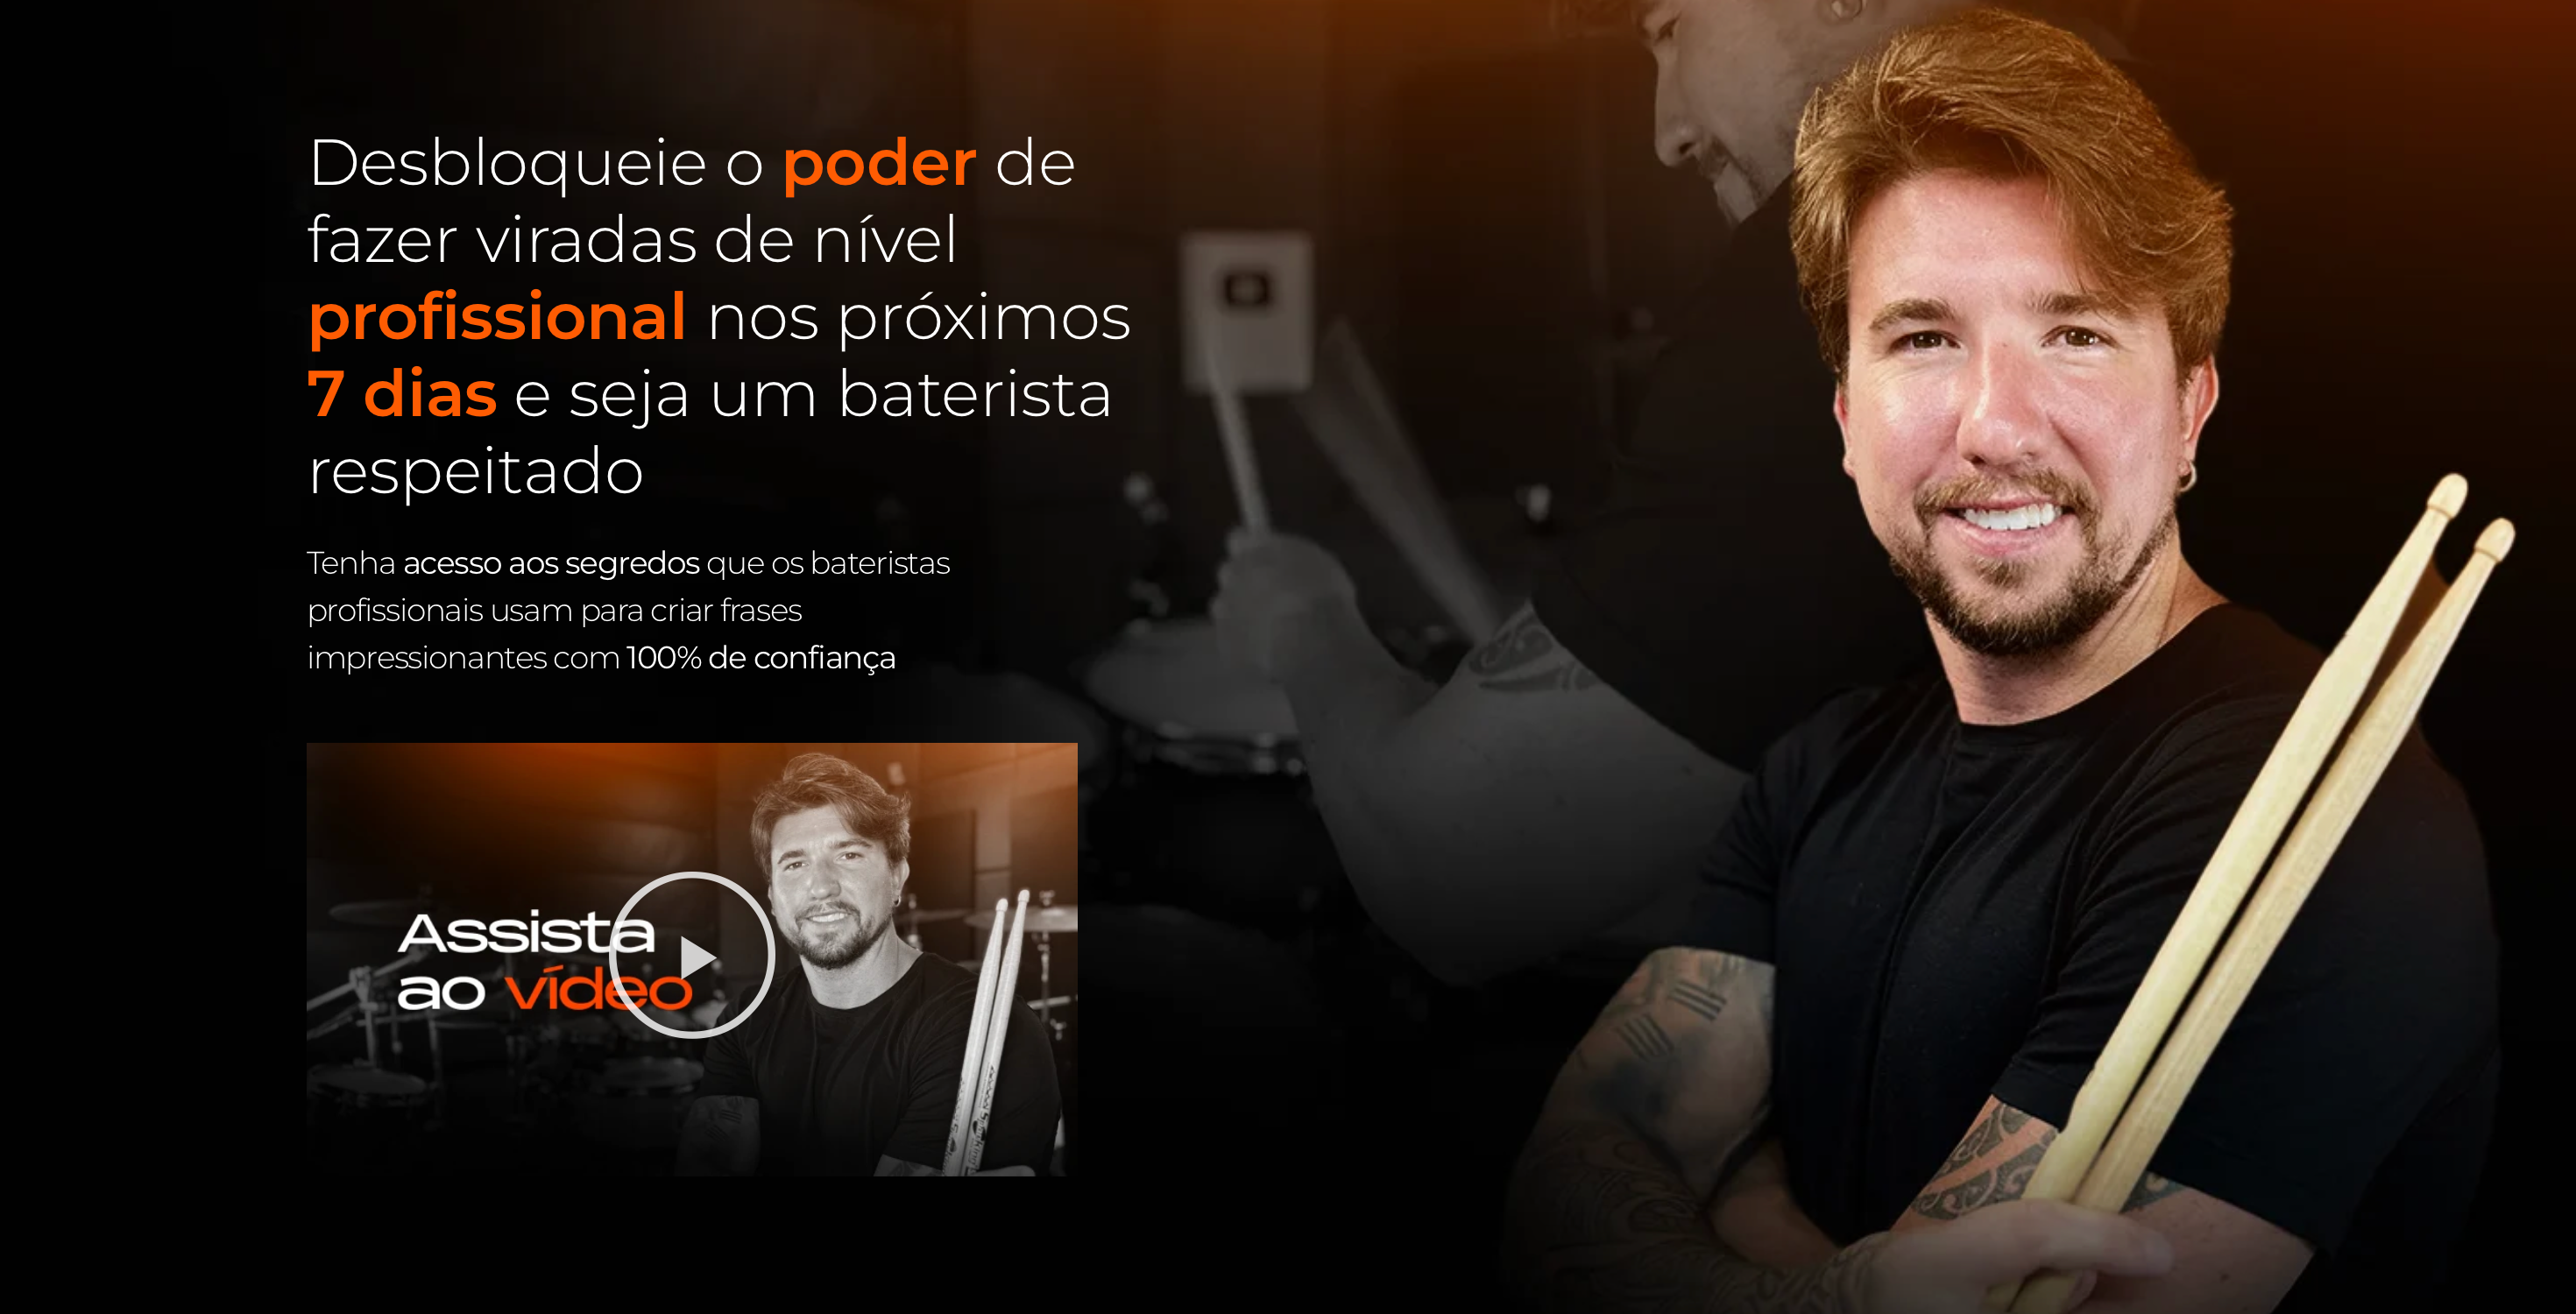 Desbloqueie o poder de
fazer viradas de nível
profissional nos próximos
7 dias e seja um baterista
respeitado
Tenha acesso aos segredos que os bateristas
profissionais usam para criar frases
impressionantes com 100% de confiança
Assista
ao vídeo